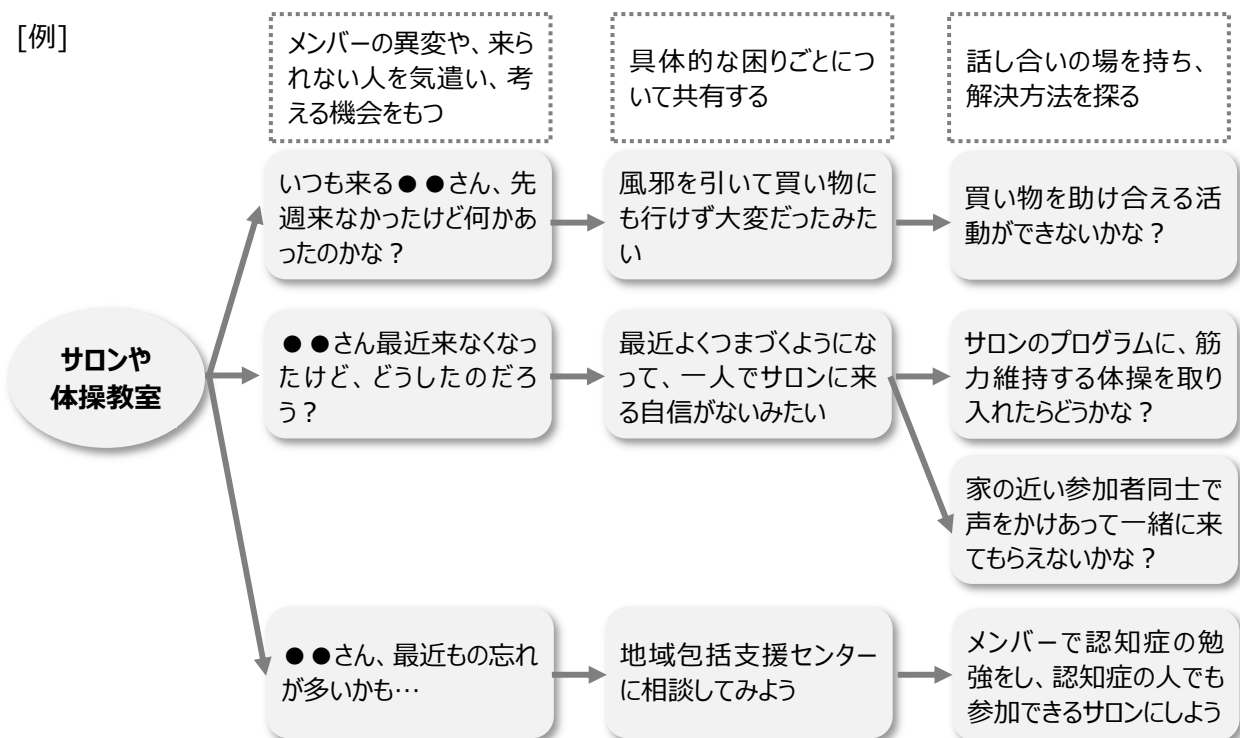 [例]
メンバーの異変や、来ら
れない人を気遣い、考
える機会をもつ
具体的な困りごとにつ
いて共有する
話し合いの場を持ち、
解決方法を探る
サロンや
体操教室
いつも来る●●さん、先
週来なかったけど何かあ
ったのかな？
風邪を引いて買い物に
も行けず大変だったみた
い
買い物を助け合える活
動ができないかな？
●●さん最近来なくなっ
たけど、どうしたのだろ
う？
最近よくつまづくようにな
って、一人でサロンに来
る自信がないみたい
サロンのプログラムに、筋
力維持する体操を取り
入れたらどうかな？
家の近い参加者同士で
声をかけあって一緒に来
てもらえないかな？
●●さん、最近もの忘れ
が多いかも…
地域包括支援センター
に相談してみよう
メンバーで認知症の勉
強をし、認知症の人でも
参加できるサロンにしよう